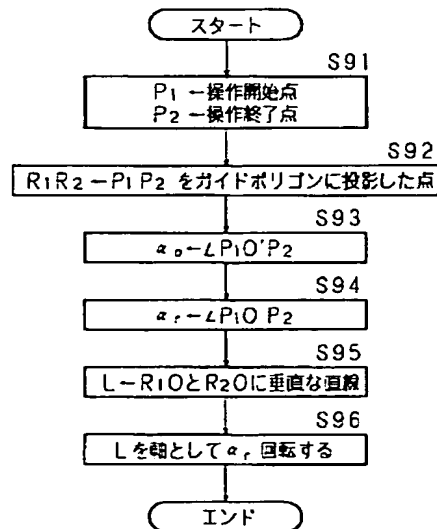 スタート
S91
P1 ←操作開始点
P2 ←操作終了点
S92
R1R2 ←P1P2 をガイドポリゴンに投影した点
S93
αo←∠P1O'P2
S94
αr←∠P1O P2
S95
L←R1OとR2Oに垂直な直線
S96
Lを軸としてαr 回転する
エンド